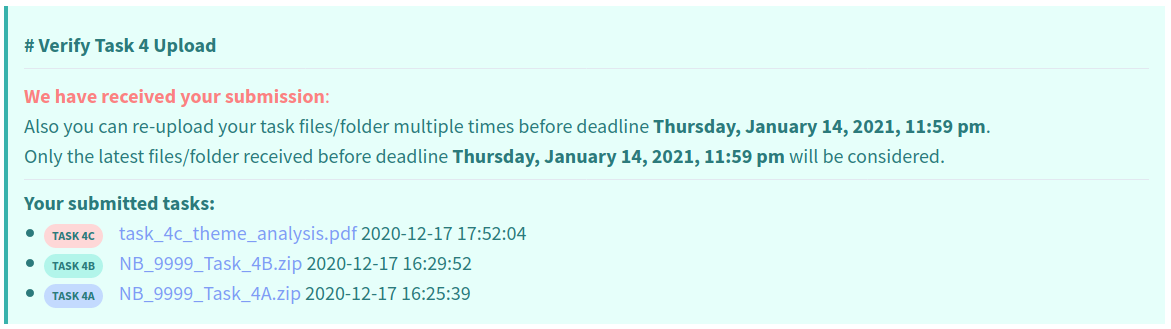 # Verify Task 4 Upload
We have received your submission:
Also you can re-upload your task files/folder multiple times before deadline Thursday, January 14, 2021, 11:59 pm.
Only the latest files/folder received before deadline Thursday, January 14, 2021, 11:59 pm will be considered.
Your submitted tasks:
• TASK 4C task_4c_theme_analysis.pdf 2020-12-17 17:52:04
• TASK 4B NB_9999_Task_4B.zip 2020-12-17 16:29:52
• TASK 4A NB_9999_Task_4A.zip 2020-12-17 16:25:39